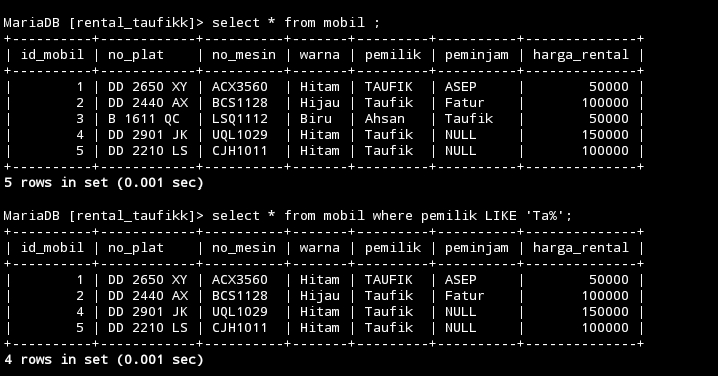 MariaDB [rental_taufikk]> select * from mobil ;
+----------+------------+----------+-------+---------+----------+--------------+
| id_mobil | no_plat    | no_mesin | warna | pemilik | peminjam | harga_rental |
+----------+------------+----------+-------+---------+----------+--------------+
|        1 | DD 2650 XY | ACX3560  | Hitam | TAUFIK  | ASEP     |        50000 |
|        2 | DD 2440 AX | BCS1128  | Hijau | Taufik  | Fatur    |       100000 |
|        3 | B 1611 QC  | LSQ1112  | Biru  | Ahsan   | Taufik   |        50000 |
|        4 | DD 2901 JK | UQL1029  | Hitam | Taufik  | NULL     |       150000 |
|        5 | DD 2210 LS | CJH1011  | Hitam | Taufik  | NULL     |       100000 |
+----------+------------+----------+-------+---------+----------+--------------+
5 rows in set (0.001 sec)
MariaDB [rental_taufikk]> select * from mobil where pemilik LIKE 'Ta%';
+----------+------------+----------+-------+---------+----------+--------------+
| id_mobil | no_plat    | no_mesin | warna | pemilik | peminjam | harga_rental |
+----------+------------+----------+-------+---------+----------+--------------+
|        1 | DD 2650 XY | ACX3560  | Hitam | TAUFIK  | ASEP     |        50000 |
|        2 | DD 2440 AX | BCS1128  | Hijau | Taufik  | Fatur    |       100000 |
|        4 | DD 2901 JK | UQL1029  | Hitam | Taufik  | NULL     |       150000 |
|        5 | DD 2210 LS | CJH1011  | Hitam | Taufik  | NULL     |       100000 |
+----------+------------+----------+-------+---------+----------+--------------+
4 rows in set (0.001 sec)